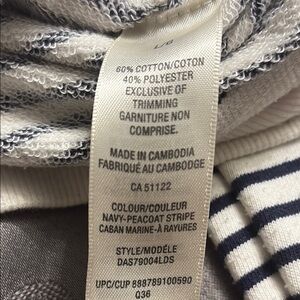 L/G
60% COTTON/COTON
40% POLYESTER
EXCLUSIVE OF
TRIMMING
GARNITURE NON
COMPRISE.
MADE IN CAMBODIA
FABRIQUÉ AU CAMBODGE
CA 51122
COLOUR/COULEUR
NAVY-PEACOAT STRIPE
CABAN MARINE-À RAYURES
STYLE/MODÈLE
DAS79004LDS
UPC/CUP 888789100590
Q36